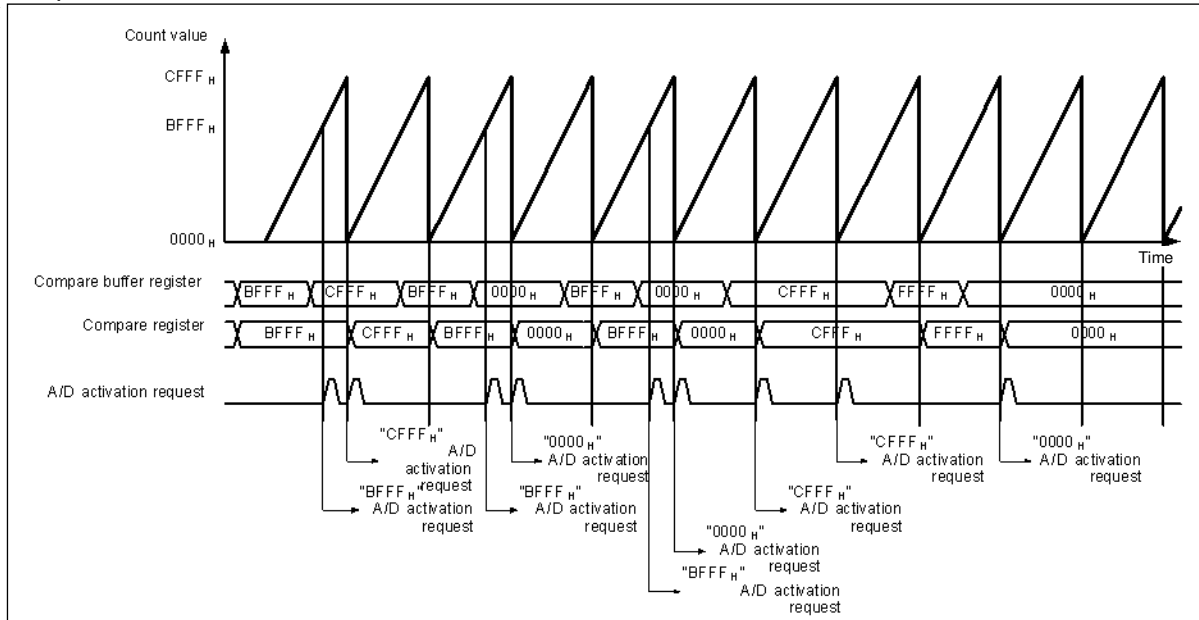 Count value
CFFF H
BFFF H
0000 H
Time
Compare buffer register
BFFF H CFFF H BFFF H 0000 H BFFF H 0000 H CFFF H FFFF H 0000 H
Compare register
BFFF H CFFF H BFFF H 0000 H BFFF H 0000 H CFFF H FFFF H 0000 H
A/D activation request
"CFFF H"
A/D
activation
request
"BFFF H"
A/D activation
request
"0000 H"
A/D activation
request
"BFFF H"
A/D activation
request
"0000 H"
A/D activation
request
"BFFF H"
A/D activation
request
"CFFF H"
A/D activation
request
"CFFF H"
A/D activation
request
"0000 H"
A/D activation
request